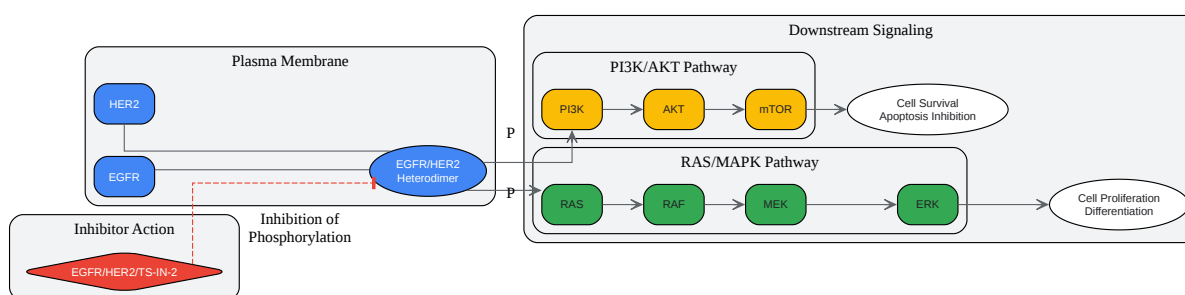 Downstream Signaling
Plasma Membrane
PI3K/AKT Pathway
HER2
PI3K
AKT
mTOR
Cell Survival
Apoptosis Inhibition
P
EGFR
EGFR/HER2
Heterodimer
RAS/MAPK Pathway
P
RAS
RAF
MEK
ERK
Cell Proliferation
Differentiation
Inhibition of
Phosphorylation
Inhibitor Action
EGFR/HER2/TS-IN-2